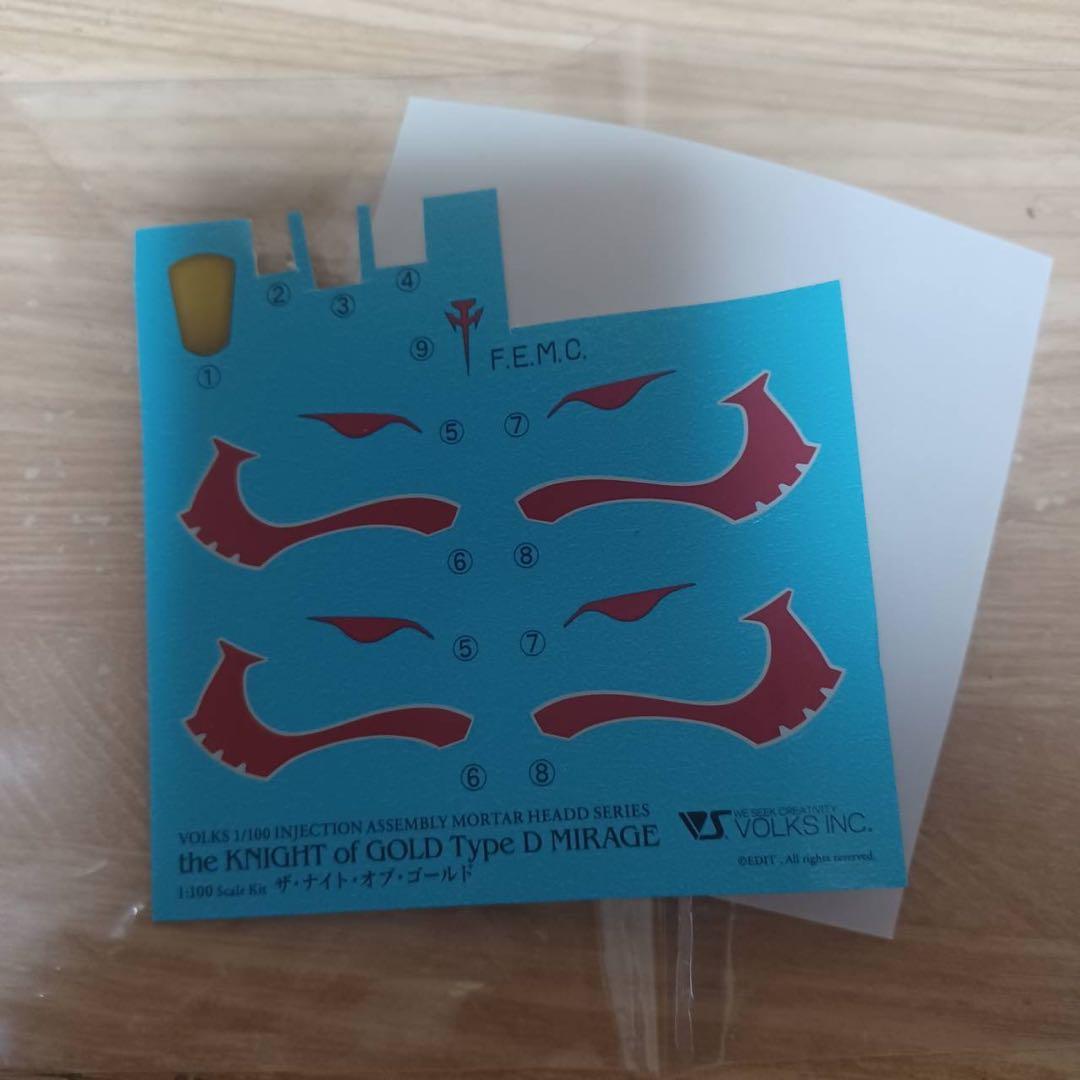 ②
③
④
①
⑨
F.E.M.C.
⑤ ⑦
⑥ ⑧
⑤ ⑦
⑥ ⑧
VOLKS 1/100 INJECTION ASSEMBLY MORTAR HEADD SERIES
the KNIGHT of GOLD Type D MIRAGE
1:100 Scale Kit ザ・ナイト・オブ・ゴールド
VS WE SEEK CREATIVITY
VOLKS INC.
©EDIT , All rights reserved.